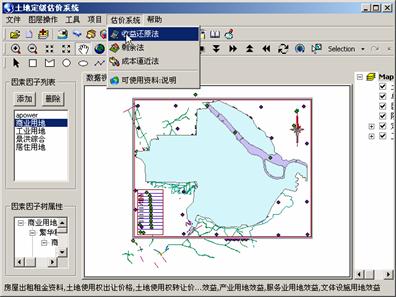 土地定级估价系统
文件 图层操作 工具 项目 估价系统 帮助
收益还原法
剩余法
成本逼近法
可使用资料:说明
Selection
因素因子列表
添加 删除
apower
商业用地
工业用地
景洪综合
居住用地
数据视
Map
因素因子树属性
商业用地
繁华
商
房屋出租租金资料,土地使用权出让价格,土地使用权转让价...效益,产业用地效益,服务业用地效益,文体设施用地效益